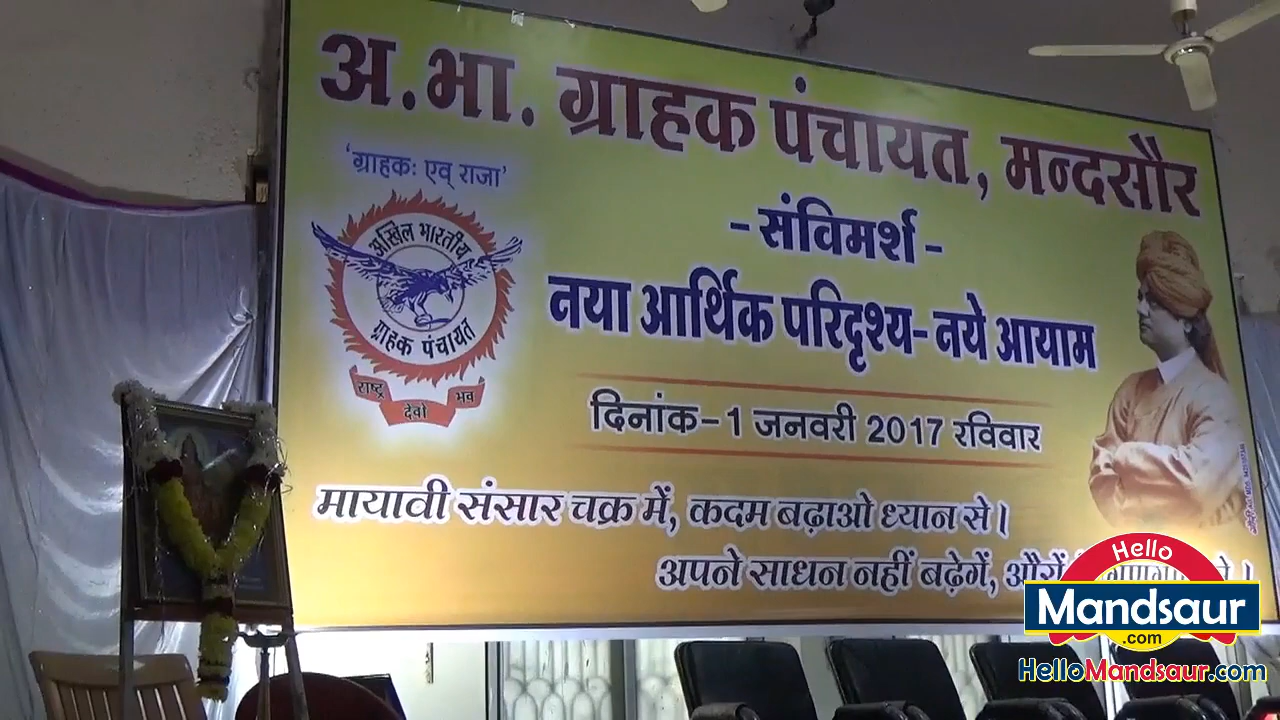 अ.भा. ग्राहक पंचायत, मन्दसौर
'ग्राहकः एव् राजा'
अखिल भारतीय
ग्राहक पंचायत
राष्ट्र देवो भव
-संविमर्श-
नया आर्थिक परिदृश्य-नये आयाम
दिनांक-1 जनवरी 2017 रविवार
मायावी संसार चक्र में, कदम बढ़ाओ ध्यान से।
अपने साधन नहीं बढ़ेगें, औरों
Hello
Mandsaur
.com
HelloMandsaur.com